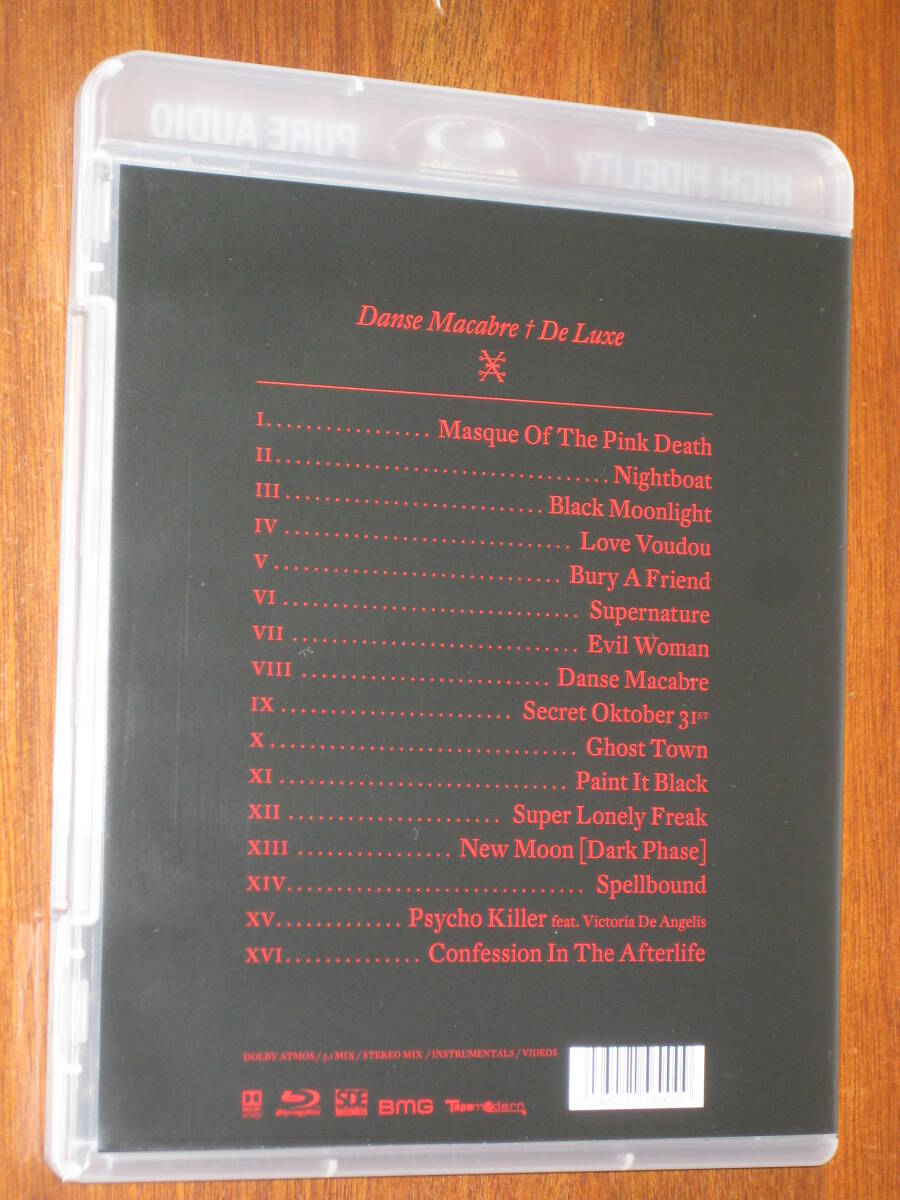 HIGH FIDELITY PURE AUDIO
Danse Macabre † De Luxe
I................. Masque Of The Pink Death
II.................................. Nightboat
III.......................... Black Moonlight
IV ............................. Love Voudou
V ............................. Bury A Friend
VI .............................. Supernature
VII ............................. Evil Woman
VIII ......................... Danse Macabre
IX ........................ Secret Oktober 31ST
X............................... Ghost Town
XI .............................. Paint It Black
XII ...................... Super Lonely Freak
XIII ................ New Moon [Dark Phase]
XIV.............................. Spellbound
XV............. Psycho Killer feat. Victoria De Angelis
XVI.............. Confession In The Afterlife
DOLBY ATMOS / 5.1 MIX / STEREO MIX / INSTRUMENTALS / VIDEOS
Blu-ray Disc SDE RECORDS BMG Tapemodern